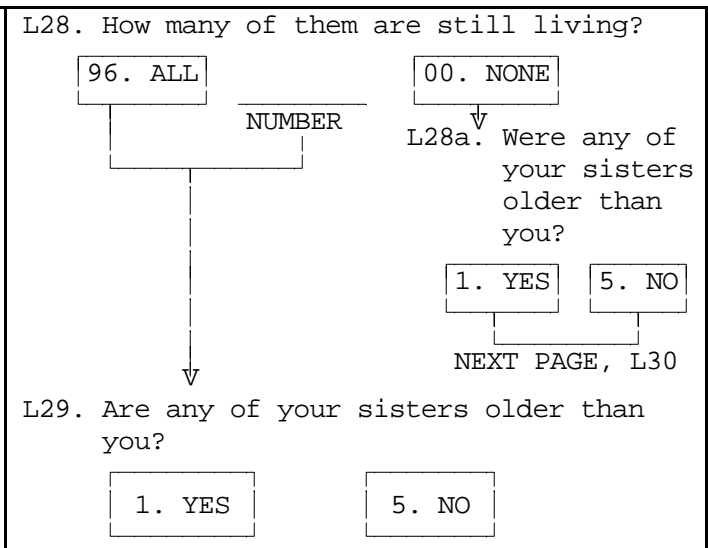 L28. How many of them are still living?
96. ALL
00. NONE
NUMBER
L28a. Were any of
your sisters
older than
you?
1. YES 5. NO
NEXT PAGE, L30
L29. Are any of your sisters older than
you?
1. YES 5. NO